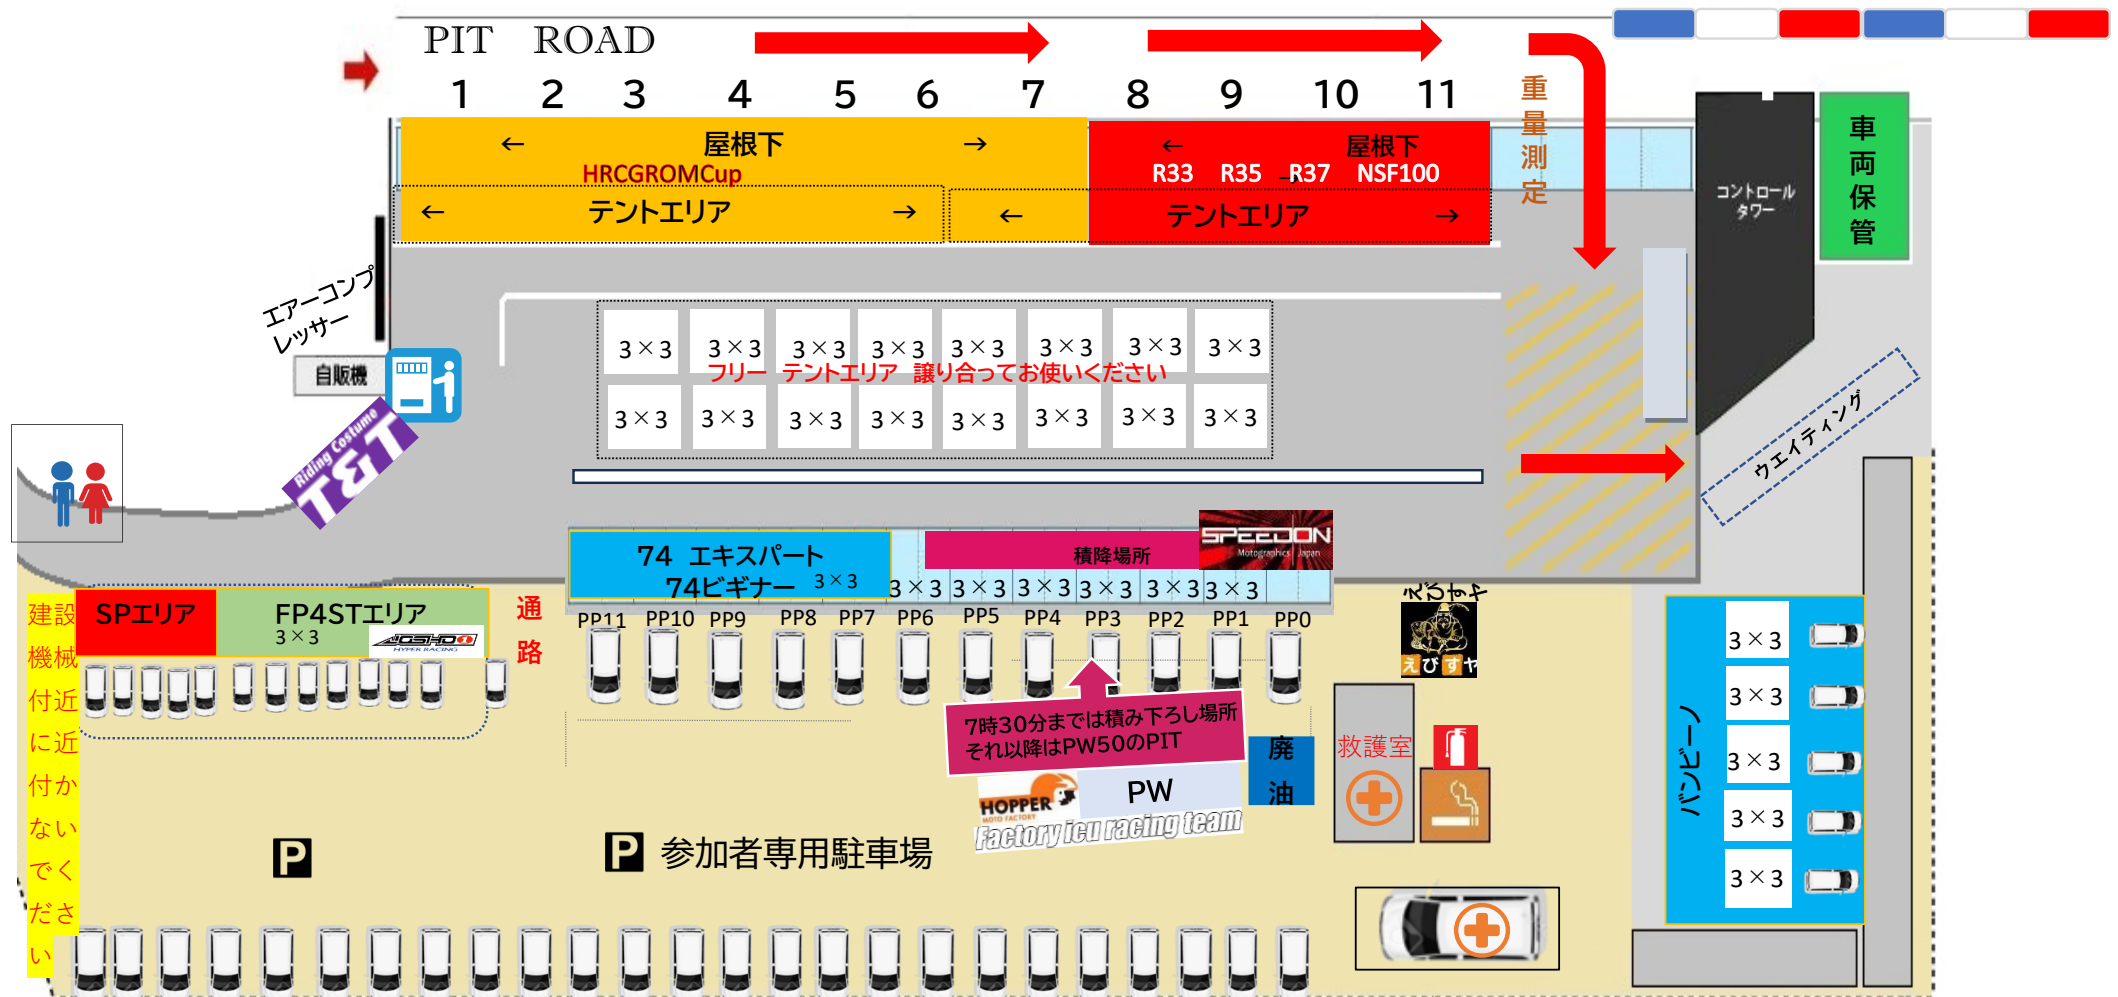 PIT ROAD
1 2 3 4 5 6 7 8 9 10 11
重量測定
← 屋根下 →
HRCGROMCup
← テントエリア →
← 屋根下
R33 R35 → R37 NSF100
← テントエリア →
コントロール
タワー
車両保管
エアーコンプ
レッサー
自販機
Riding Costume
T&T
3×3 3×3 3×3 3×3 3×3 3×3 3×3 3×3
フリー テントエリア 譲り合ってお使いください
3×3 3×3 3×3 3×3 3×3 3×3 3×3 3×3
ウエイティング
74 エキスパート
74ビギナー 3×3
積降場所
SPEEDON
Motographics Japan
3×3 3×3 3×3 3×3 3×3 3×3
PP11 PP10 PP9 PP8 PP7 PP6 PP5 PP4 PP3 PP2 PP1 PP0
建設
機械
付近
に近
付か
ない
でく
ださ
い
SPエリア
FP4STエリア
3×3
HYPER RACING
通
路
えびすヤ
えびすヤ
7時30分までは積み下ろし場所
それ以降はPW50のPIT
HOPPER
MOTO FACTORY
PW
Factory icu racing team
廃
油
救護室
バンビーノ
3×3
3×3
3×3
3×3
3×3
P
P 参加者専用駐車場